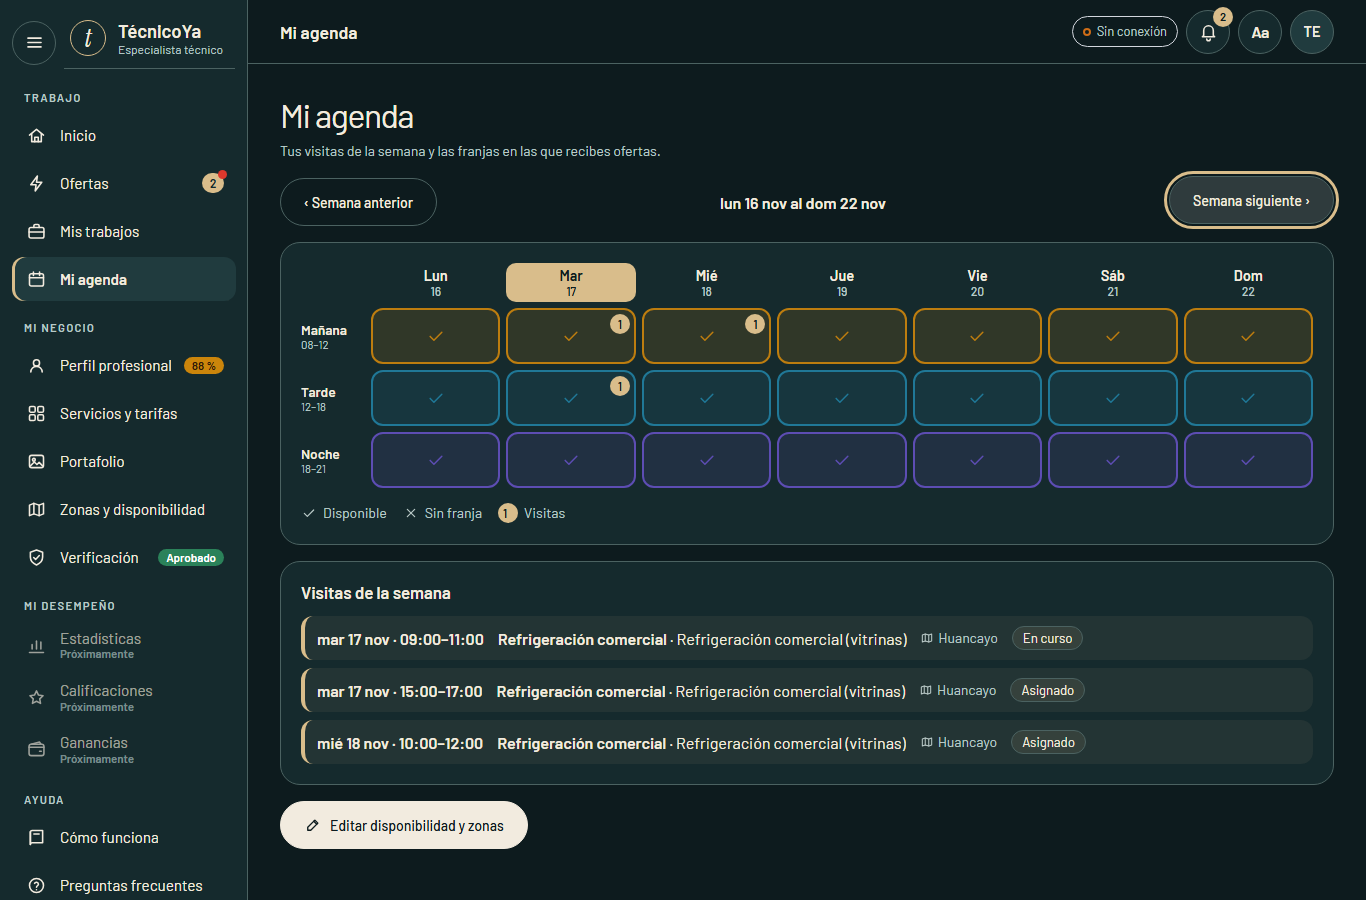 t TécnicoYa
Especialista técnico
Mi agenda
Sin conexión
2
Aa
TE
TRABAJO
Inicio
Ofertas 2
Mis trabajos
Mi agenda
MI NEGOCIO
Perfil profesional 88 %
Servicios y tarifas
Portafolio
Zonas y disponibilidad
Verificación Aprobado
MI DESEMPEÑO
Estadísticas
Próximamente
Calificaciones
Próximamente
Ganancias
Próximamente
AYUDA
Cómo funciona
Preguntas frecuentes
Mi agenda
Tus visitas de la semana y las franjas en las que recibes ofertas.
‹ Semana anterior
lun 16 nov al dom 22 nov
Semana siguiente ›
Lun Mar Mié Jue Vie Sáb Dom
16 17 18 19 20 21 22
Mañana 1 1
08–12
Tarde 1
12–18
Noche
18–21
Disponible Sin franja 1 Visitas
Visitas de la semana
mar 17 nov · 09:00–11:00 Refrigeración comercial · Refrigeración comercial (vitrinas) Huancayo En curso
mar 17 nov · 15:00–17:00 Refrigeración comercial · Refrigeración comercial (vitrinas) Huancayo Asignado
mié 18 nov · 10:00–12:00 Refrigeración comercial · Refrigeración comercial (vitrinas) Huancayo Asignado
Editar disponibilidad y zonas